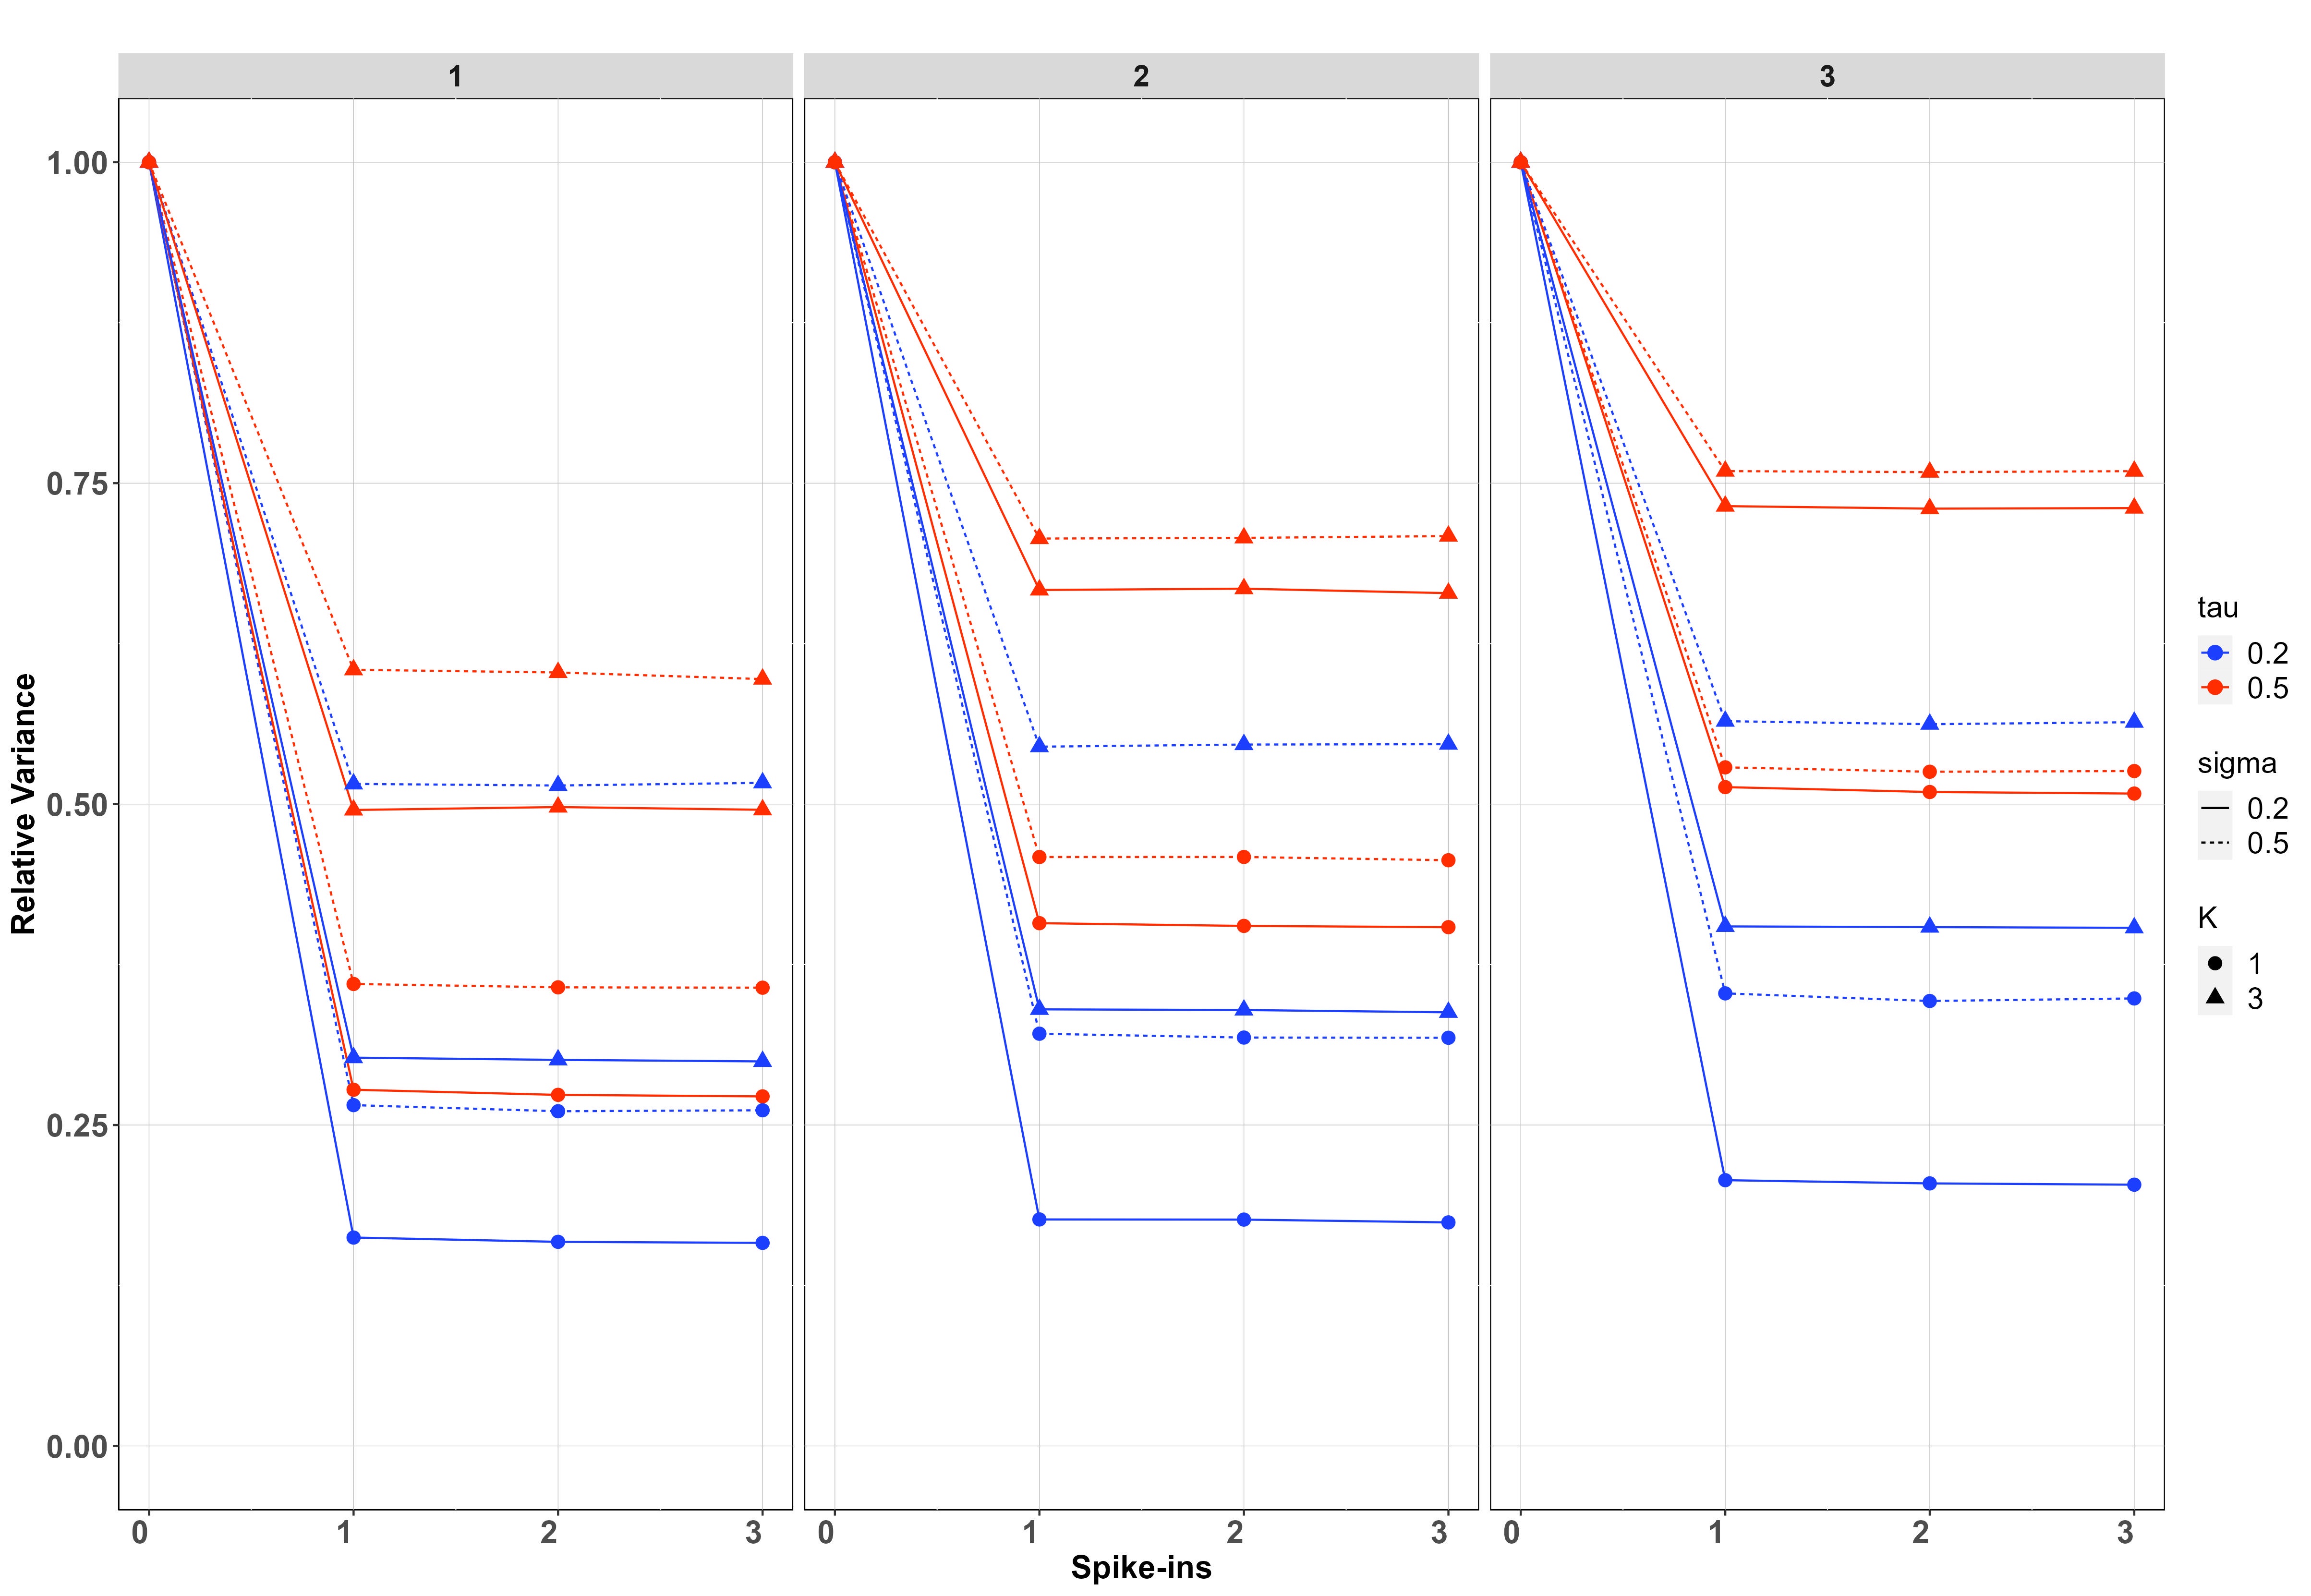 1 2 3
1.00
0.75
0.50
0.25
0.00
Relative Variance
0 1 2 3 0 1 2 3 0 1 2 3
Spike-ins
tau
0.2
0.5
sigma
0.2
0.5
K
1
3